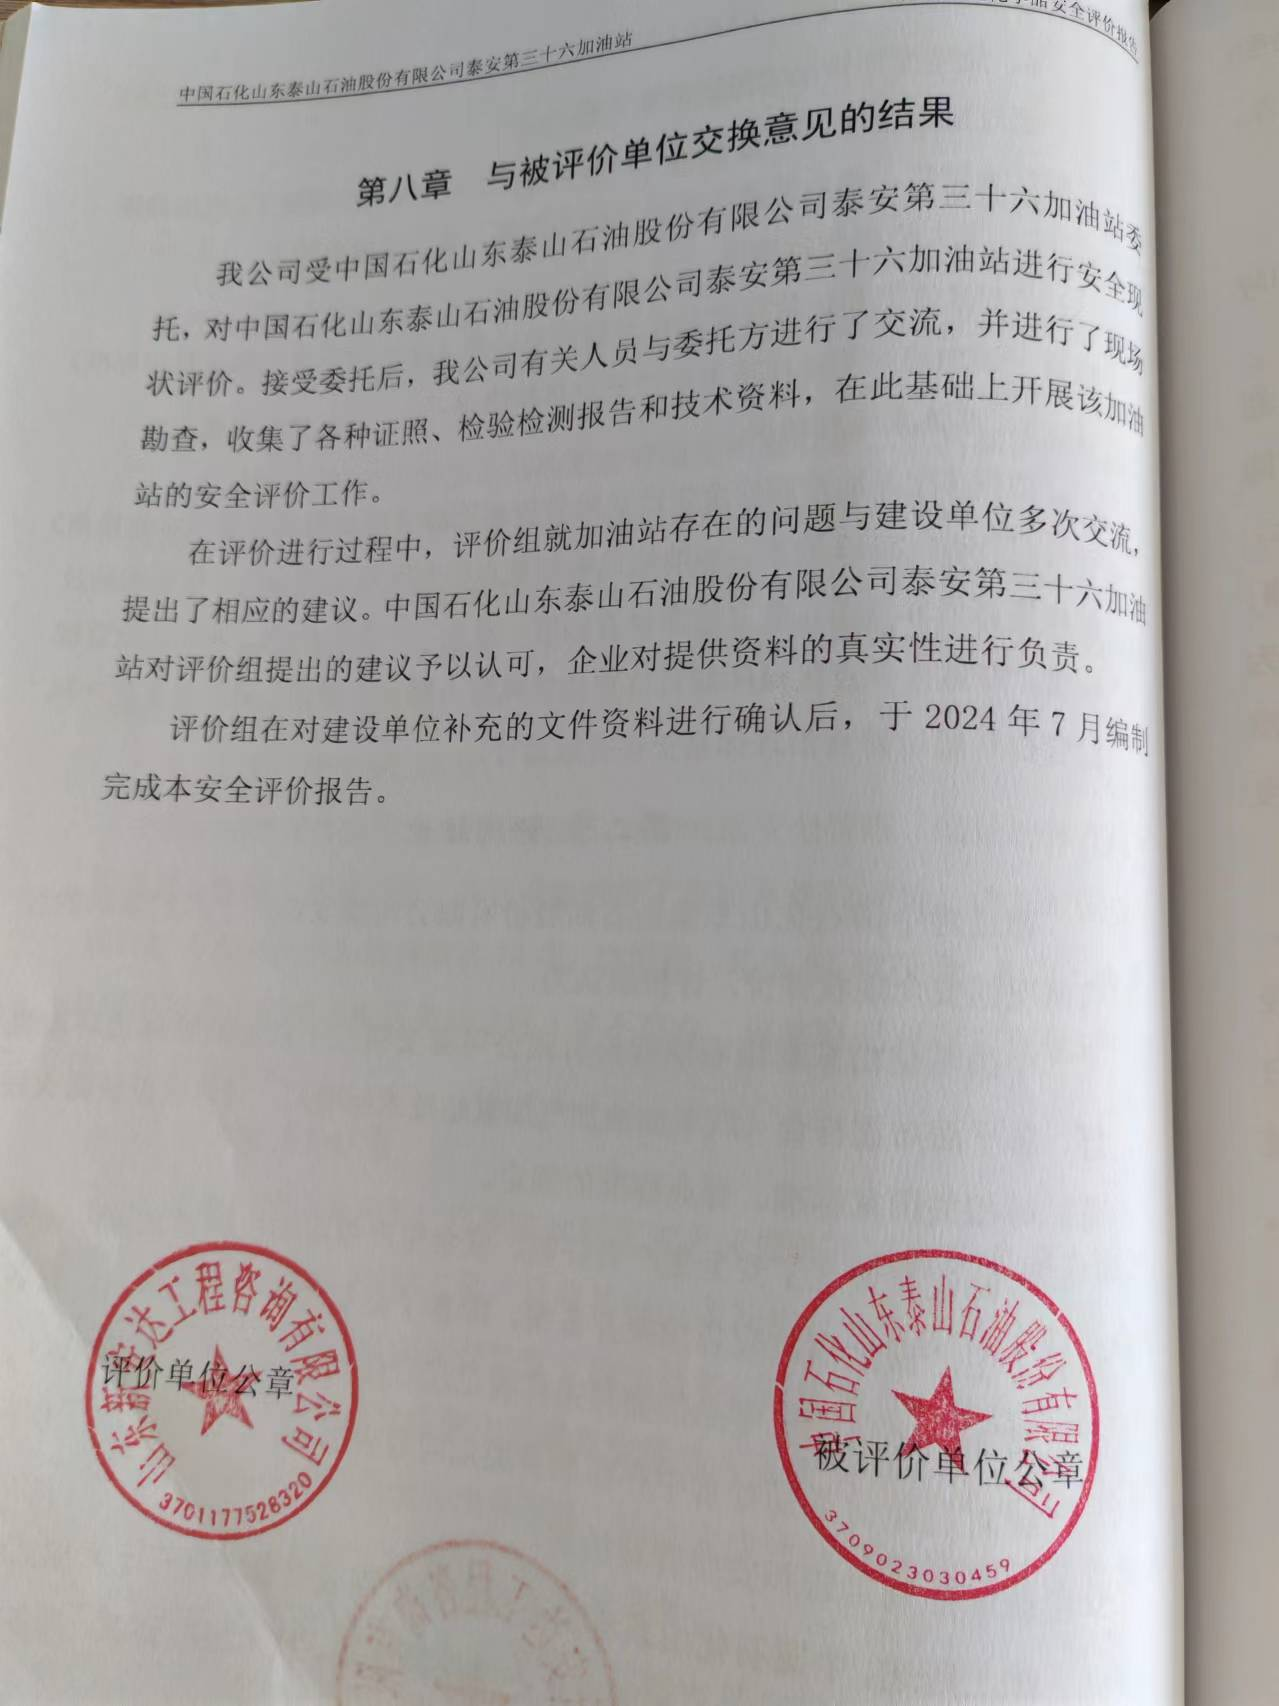 中国石化山东泰山石油股份有限公司泰安第三十六加油站
品安全评价报告
第八章 与被评价单位交换意见的结果
我公司受中国石化山东泰山石油股份有限公司泰安第三十六加油站委
托，对中国石化山东泰山石油股份有限公司泰安第三十六加油站进行安全现
状评价。接受委托后，我公司有关人员与委托方进行了交流，并进行了现场
勘查，收集了各种证照、检验检测报告和技术资料，在此基础上开展该加油
站的安全评价工作。
在评价进行过程中，评价组就加油站存在的问题与建设单位多次交流，
提出了相应的建议。中国石化山东泰山石油股份有限公司泰安第三十六加油
站对评价组提出的建议予以认可，企业对提供资料的真实性进行负责。
评价组在对建设单位补充的文件资料进行确认后，于 2024 年 7 月编制
完成本安全评价报告。
山东新安达工程咨询有限公司
评价单位公章
3701177528320
中国石化山东泰山石油股份有限公司
被评价单位公章
3709023030459